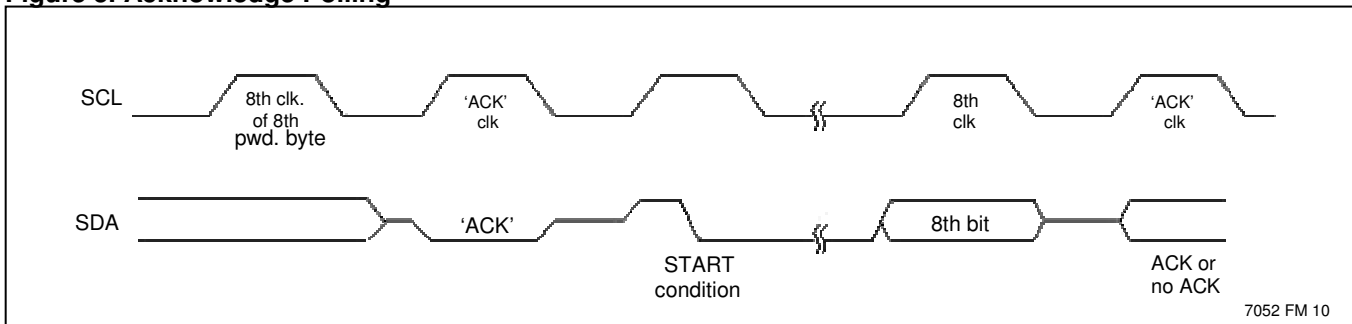 Figure 8. Acknowledge Polling
SCL
8th clk.
of 8th
pwd. byte
'ACK'
clk
8th
clk
'ACK'
clk
SDA
'ACK'
START
condition
8th bit
ACK or
no ACK
7052 FM 10